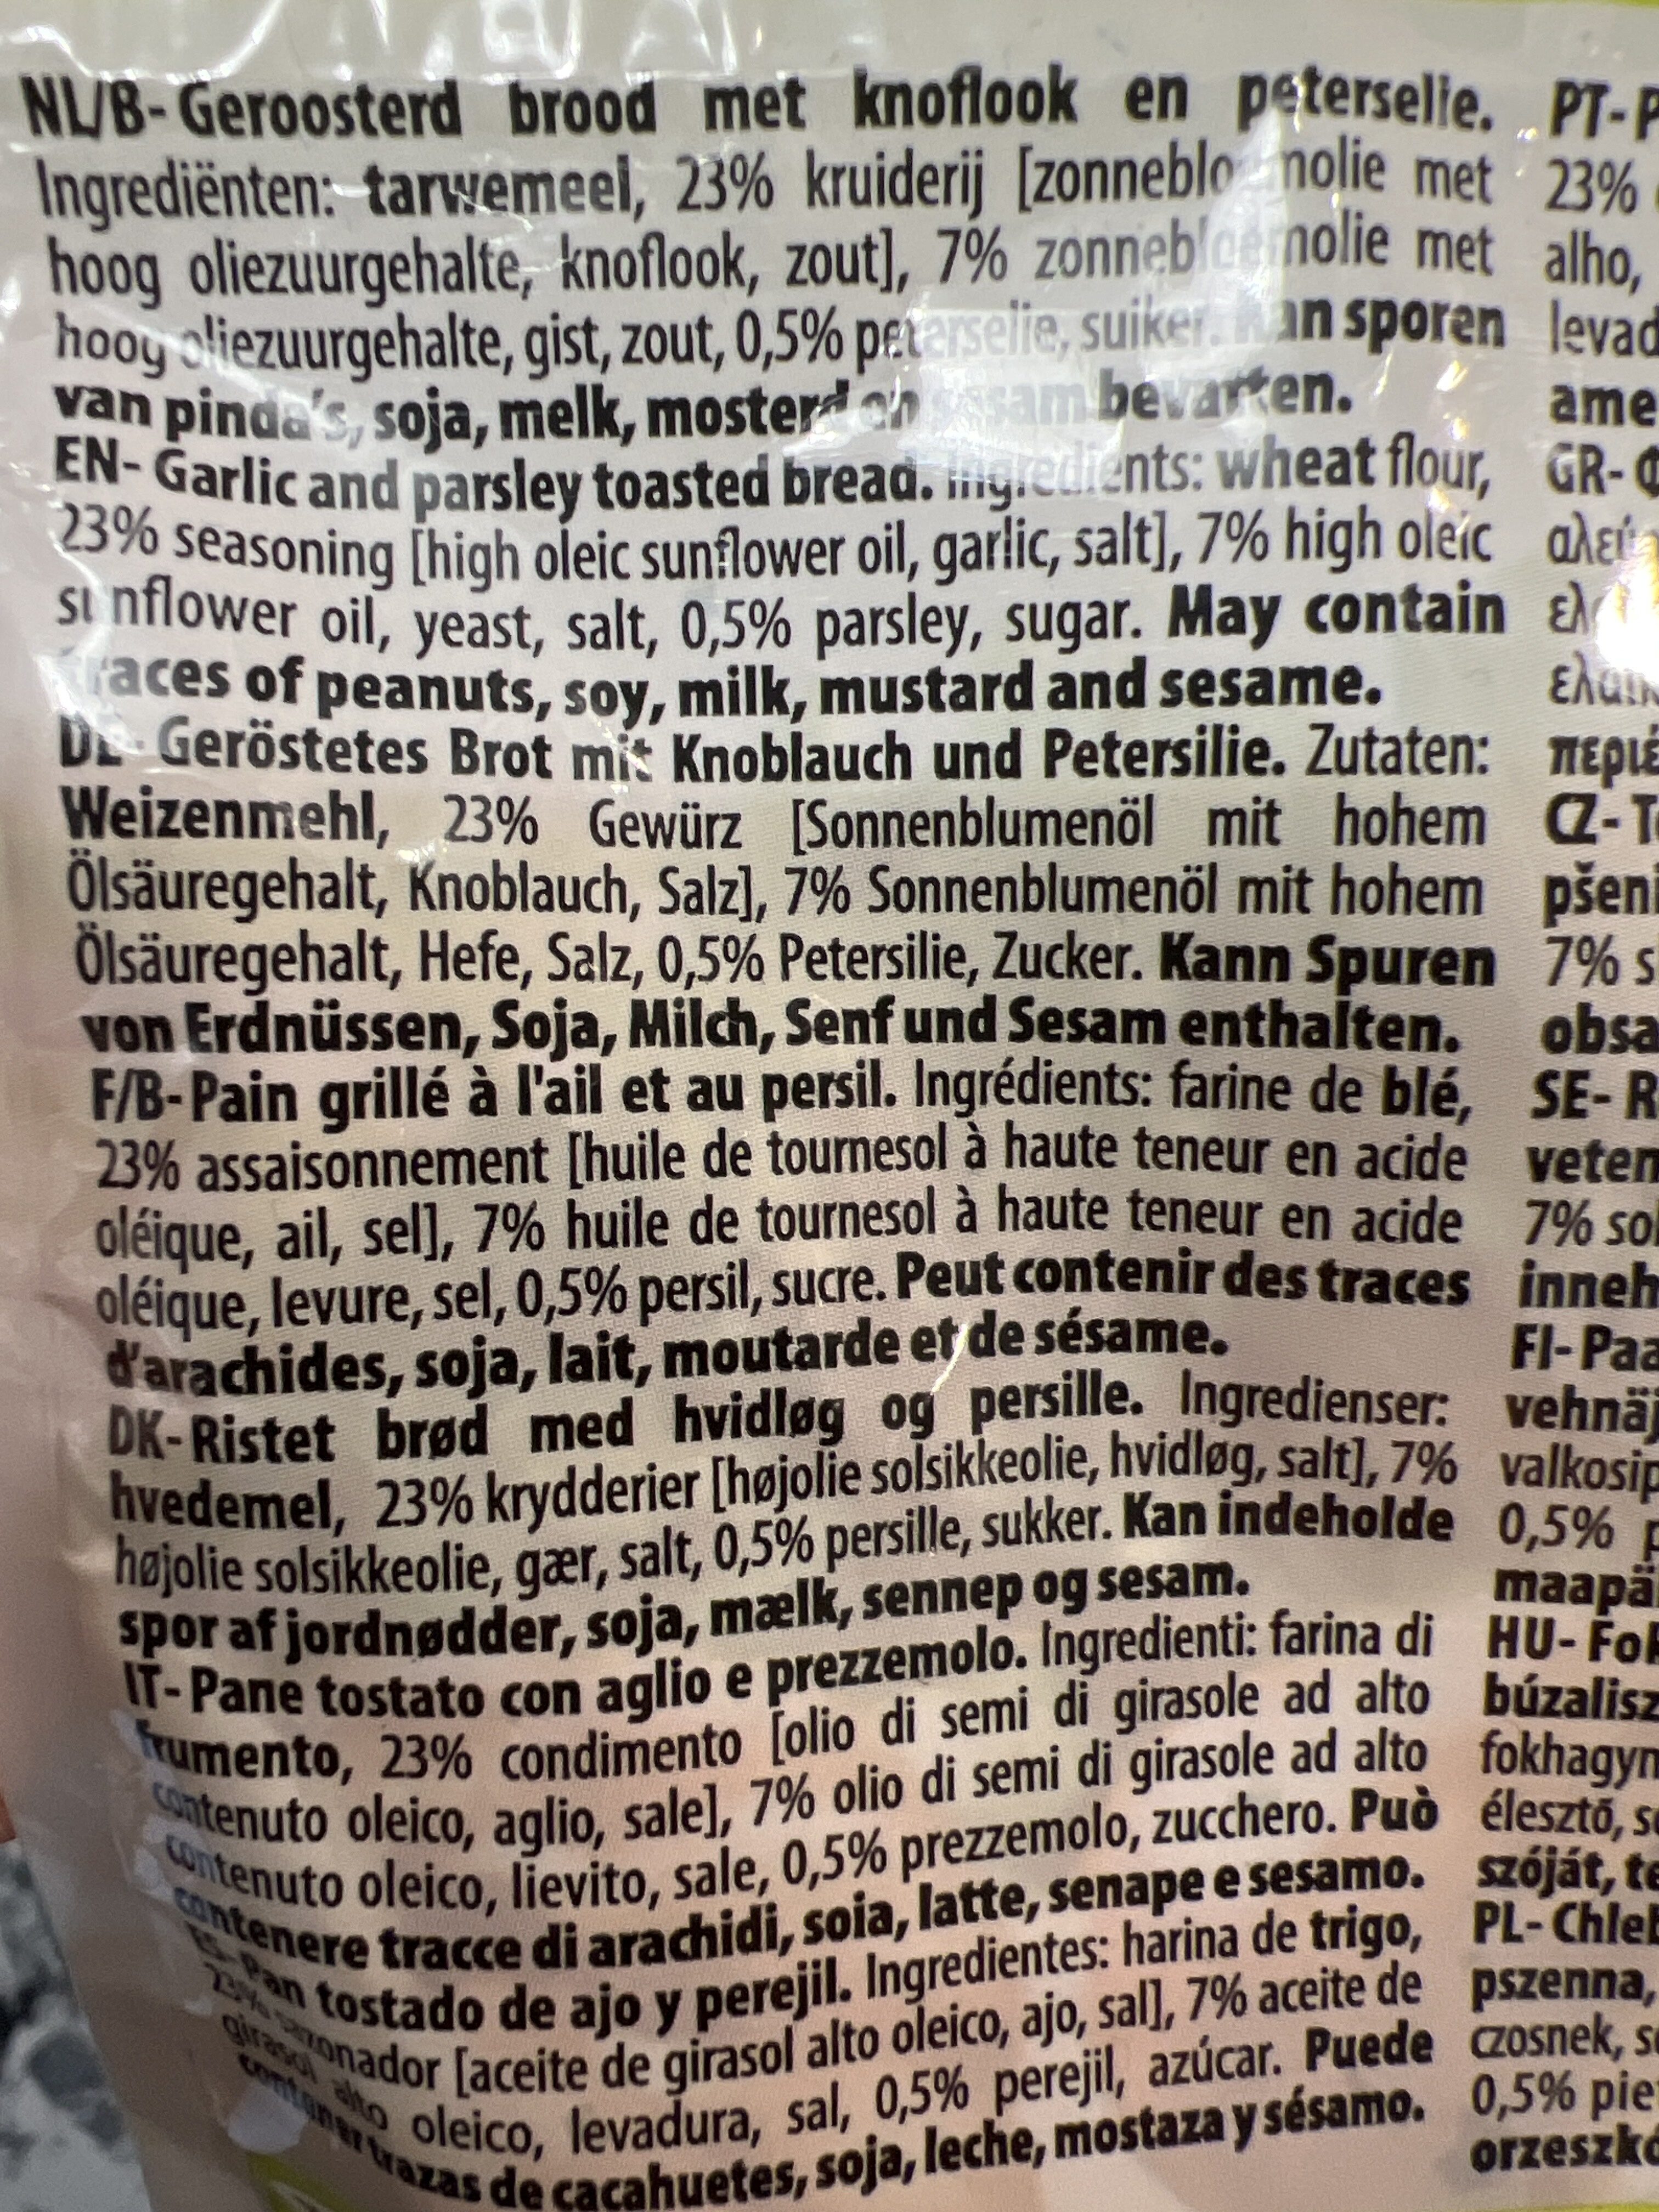 NL/B- Geroosterd brood met knoflook en peterselie.
Ingrediënten: tarwemeel, 23% kruiderij [zonnebloemolie met
hoog oliezuurgehalte, knoflook, zout], 7% zonnebloemolie met
hoog oliezuurgehalte, gist, zout, 0,5% peterselie, suiker. Kan sporen
van pinda's, soja, melk, mosterd en sesam bevatten.
EN- Garlic and parsley toasted bread. Ingredients: wheat flour,
23% seasoning [high oleic sunflower oil, garlic, salt], 7% high oleic
sunflower oil, yeast, salt, 0,5% parsley, sugar. May contain
traces of peanuts, soy, milk, mustard and sesame.
DE- Geröstetes Brot mit Knoblauch und Petersilie. Zutaten:
Weizenmehl, 23% Gewürz [Sonnenblumenöl mit hohem
Ölsäuregehalt, Knoblauch, Salz], 7% Sonnenblumenöl mit hohem
Ölsäuregehalt, Hefe, Salz, 0,5% Petersilie, Zucker. Kann Spuren
von Erdnüssen, Soja, Milch, Senf und Sesam enthalten.
F/B- Pain grillé à l'ail et au persil. Ingrédients: farine de blé,
23% assaisonnement [huile de tournesol à haute teneur en acide
oléique, ail, sel], 7% huile de tournesol à haute teneur en acide
oléique, levure, sel, 0,5% persil, sucre. Peut contenir des traces
d'arachides, soja, lait, moutarde et de sésame.
DK- Ristet brød med hvidløg og persille. Ingredienser:
hvedemel, 23% krydderier [højolie solsikkeolie, hvidløg, salt], 7%
højolie solsikkeolie, gær, salt, 0,5% persille, sukker. Kan indeholde
spor af jordnødder, soja, mælk, sennep og sesam.
IT- Pane tostato con aglio e prezzemolo. Ingredienti: farina di
frumento, 23% condimento [olio di semi di girasole ad alto
contenuto oleico, aglio, sale], 7% olio di semi di girasole ad alto
contenuto oleico, lievito, sale, 0,5% prezzemolo, zucchero. Può
contenere tracce di arachidi, soia, latte, senape e sesamo.
ES- Pan tostado de ajo y perejil. Ingredientes: harina de trigo,
23% sazonador [aceite de girasol alto oleico, ajo, sal], 7% aceite de
girasol alto oleico, levadura, sal, 0,5% perejil, azúcar. Puede
contener trazas de cacahuetes, soja, leche, mostaza y sésamo.
PT-
23%
alho,
GR-
CZ-
7%
SE-
7%
FI-
0,5%
HU-
élesztő,
szóját,
PL-
pszenna,
czosnek,
0,5%